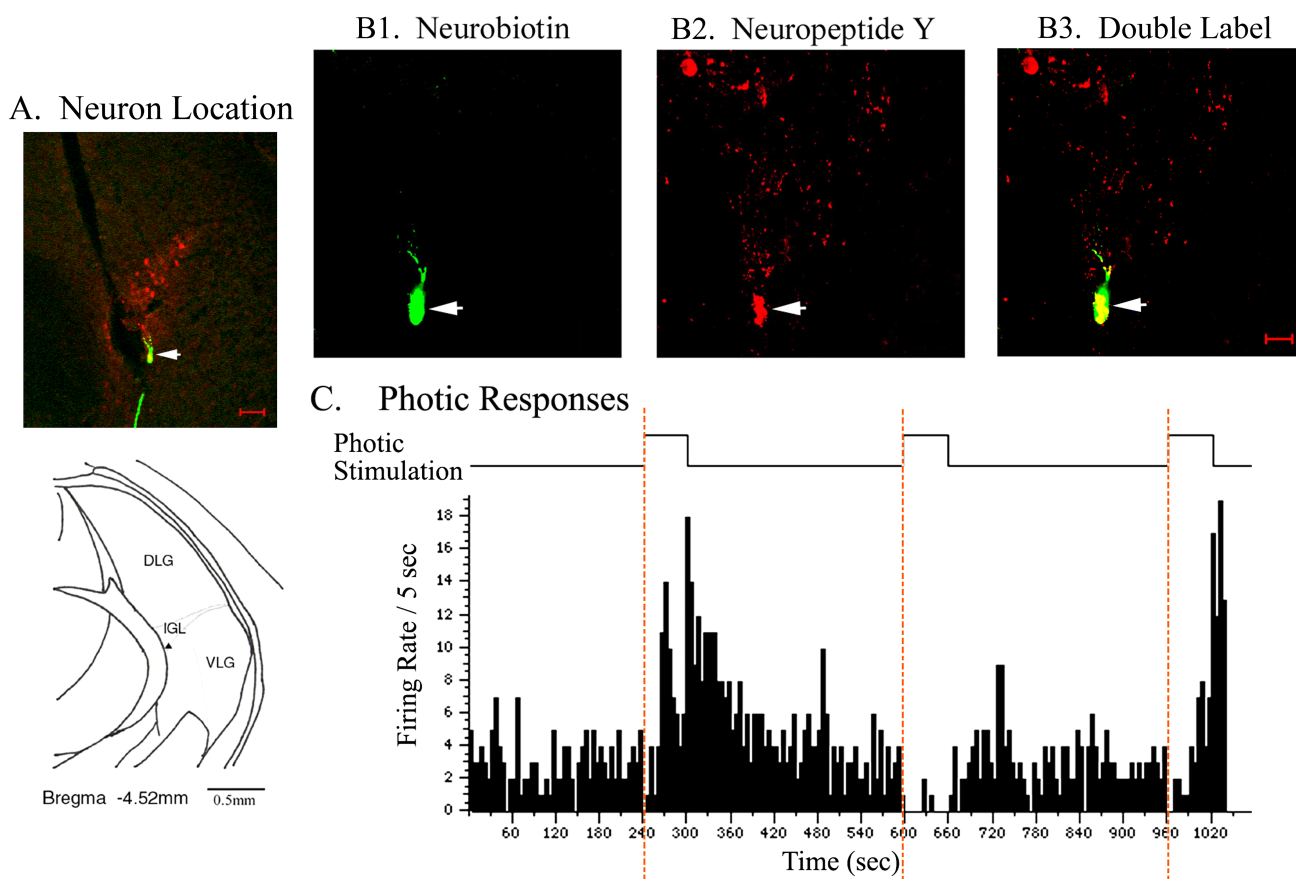 A. Neuron Location
B1. Neurobiotin
B2. Neuropeptide Y
B3. Double Label
DLG
IGL
VLG
Bregma -4.52mm
0.5mm
C. Photic Responses
Photic
Stimulation
Firing Rate / 5 sec
18
16
14
12
10
8
6
4
2
0
60 120 180 240 300 360 420 480 540 600 660 720 780 840 900 960 1020
Time (sec)